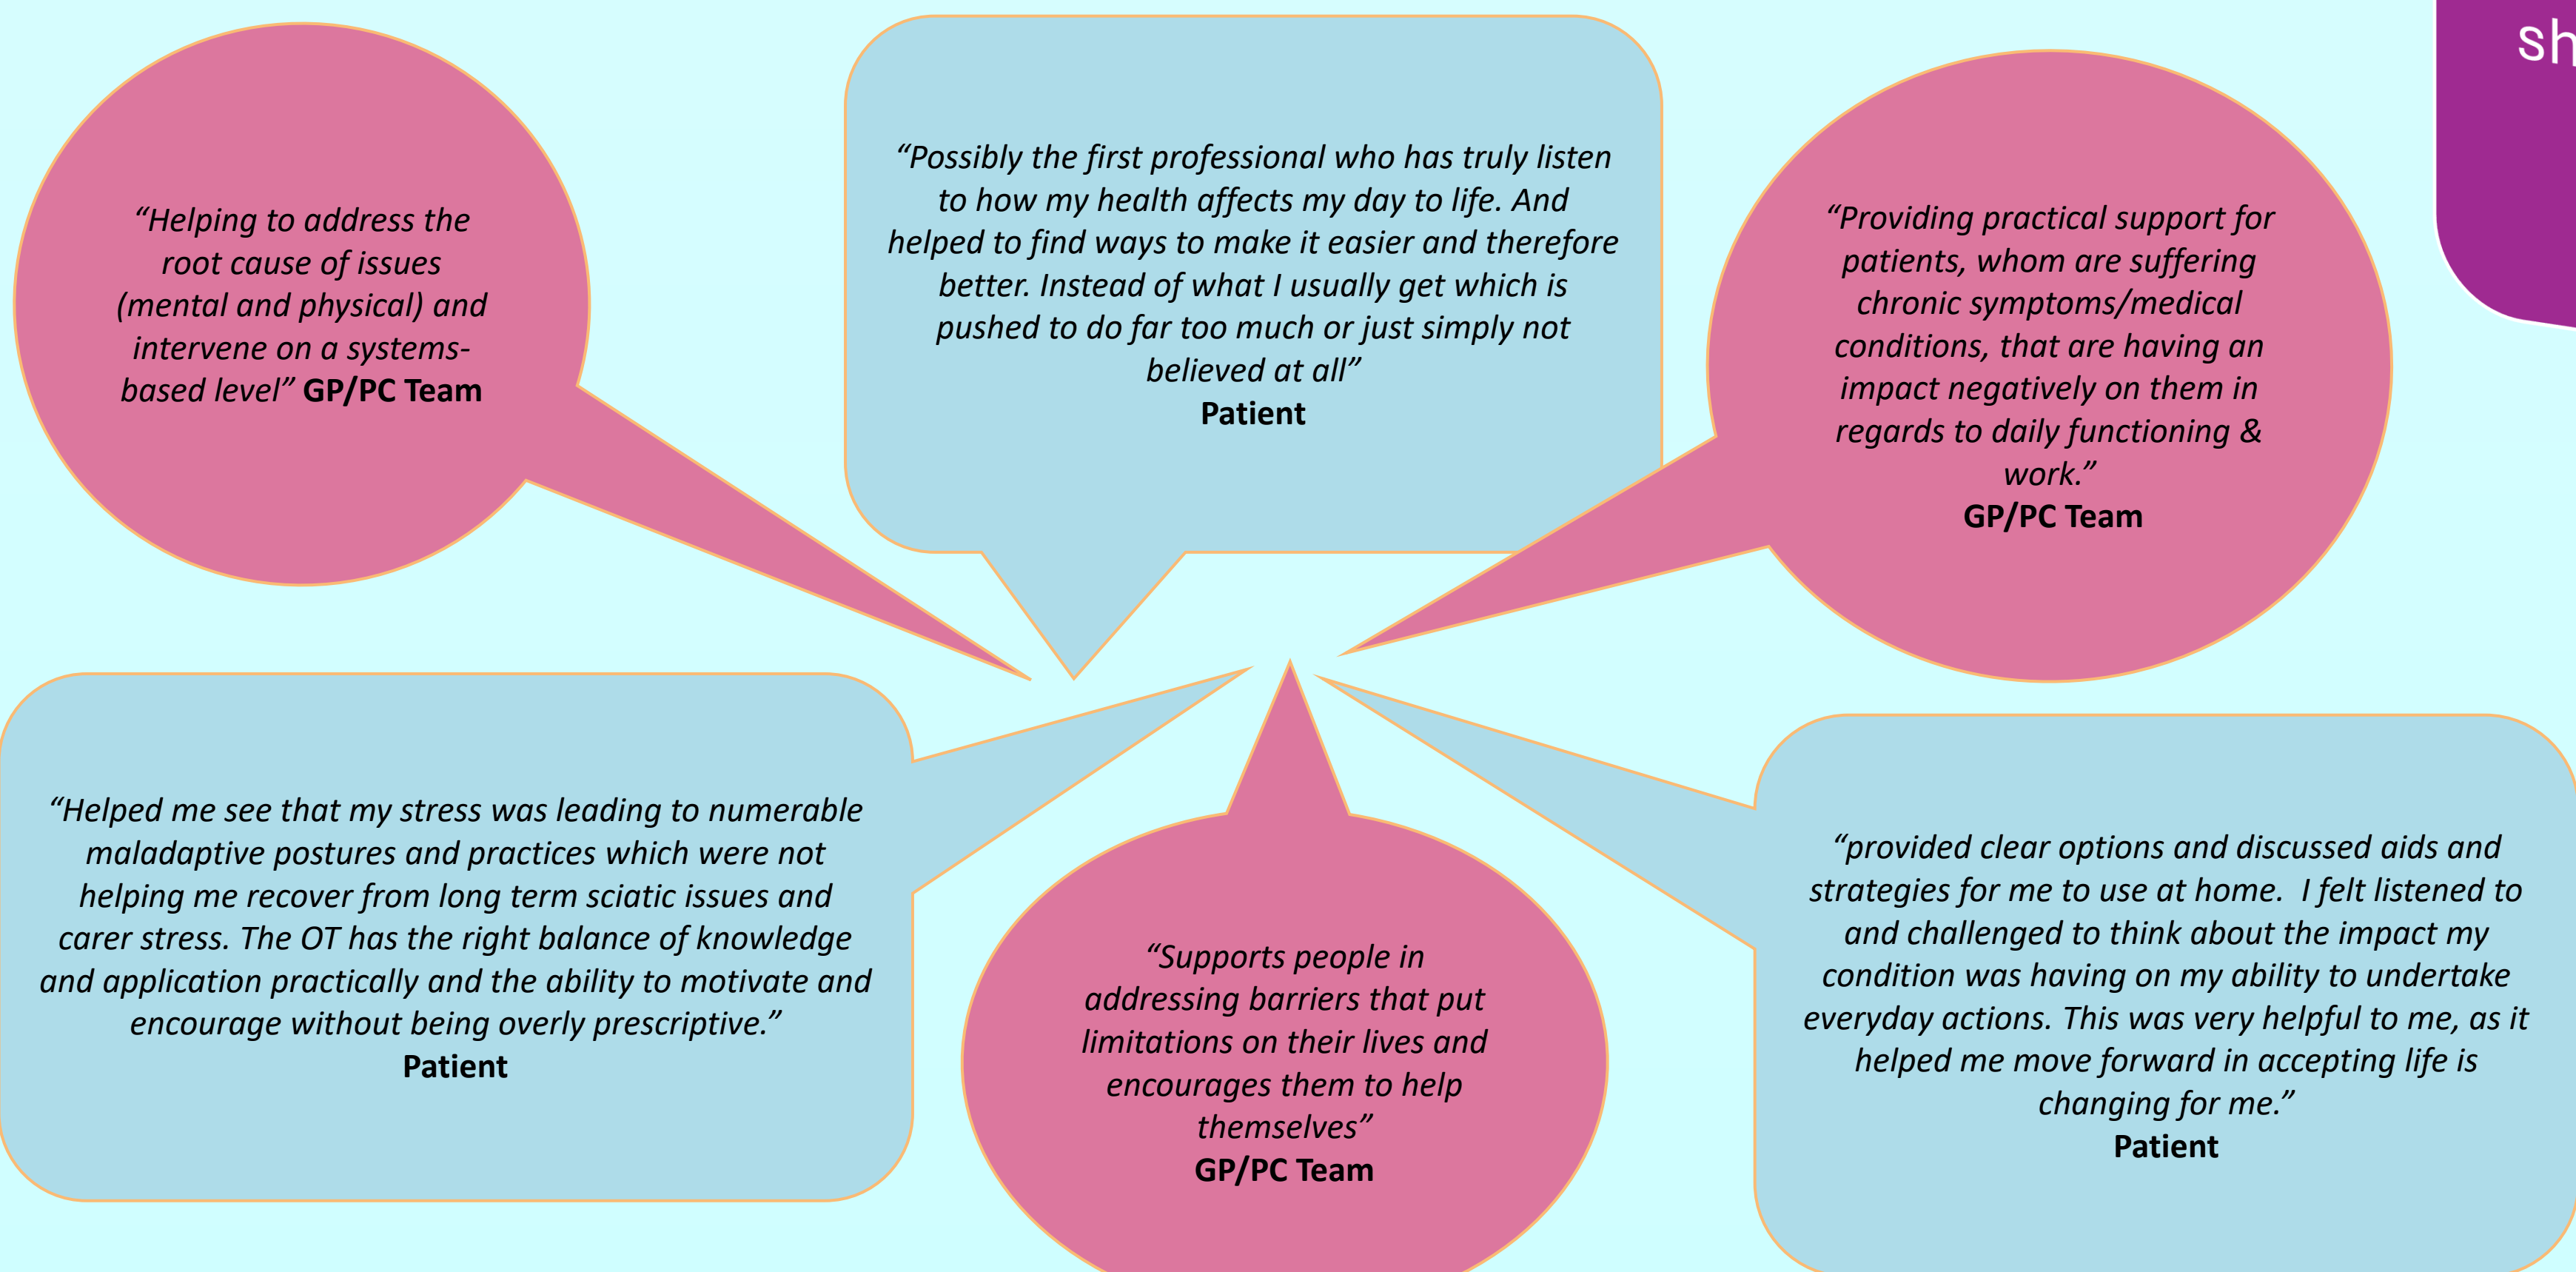 “Helping to address the
root cause of issues
(mental and physical) and
intervene on a systems-
based level” GP/PC Team
“Possibly the first professional who has truly listen
to how my health affects my day to life. And
helped to find ways to make it easier and therefore
better. Instead of what I usually get which is
pushed to do far too much or just simply not
believed at all”
Patient
“Providing practical support for
patients, whom are suffering
chronic symptoms/medical
conditions, that are having an
impact negatively on them in
regards to daily functioning &
work.”
GP/PC Team
“Helped me see that my stress was leading to numerable
maladaptive postures and practices which were not
helping me recover from long term sciatic issues and
carer stress. The OT has the right balance of knowledge
and application practically and the ability to motivate and
encourage without being overly prescriptive.”
Patient
“Supports people in
addressing barriers that put
limitations on their lives and
encourages them to help
themselves”
GP/PC Team
“provided clear options and discussed aids and
strategies for me to use at home.  I felt listened to
and challenged to think about the impact my
condition was having on my ability to undertake
everyday actions. This was very helpful to me, as it
helped me move forward in accepting life is
changing for me.”
Patient